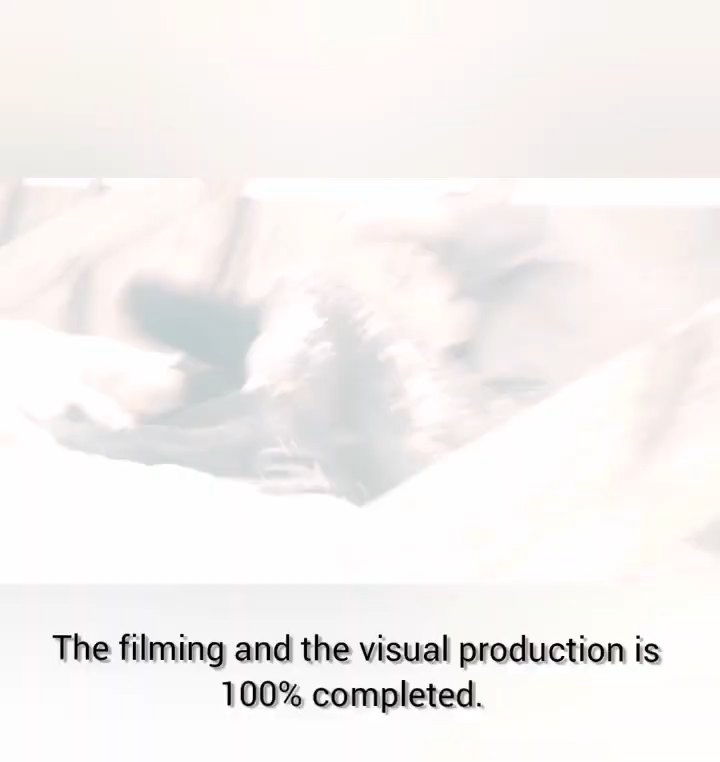 The filming and the visual production is
100% completed.